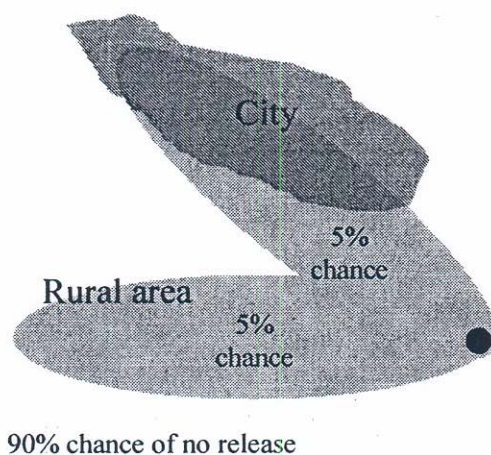 City
5%
chance
Rural area
5%
chance
90% chance of no release